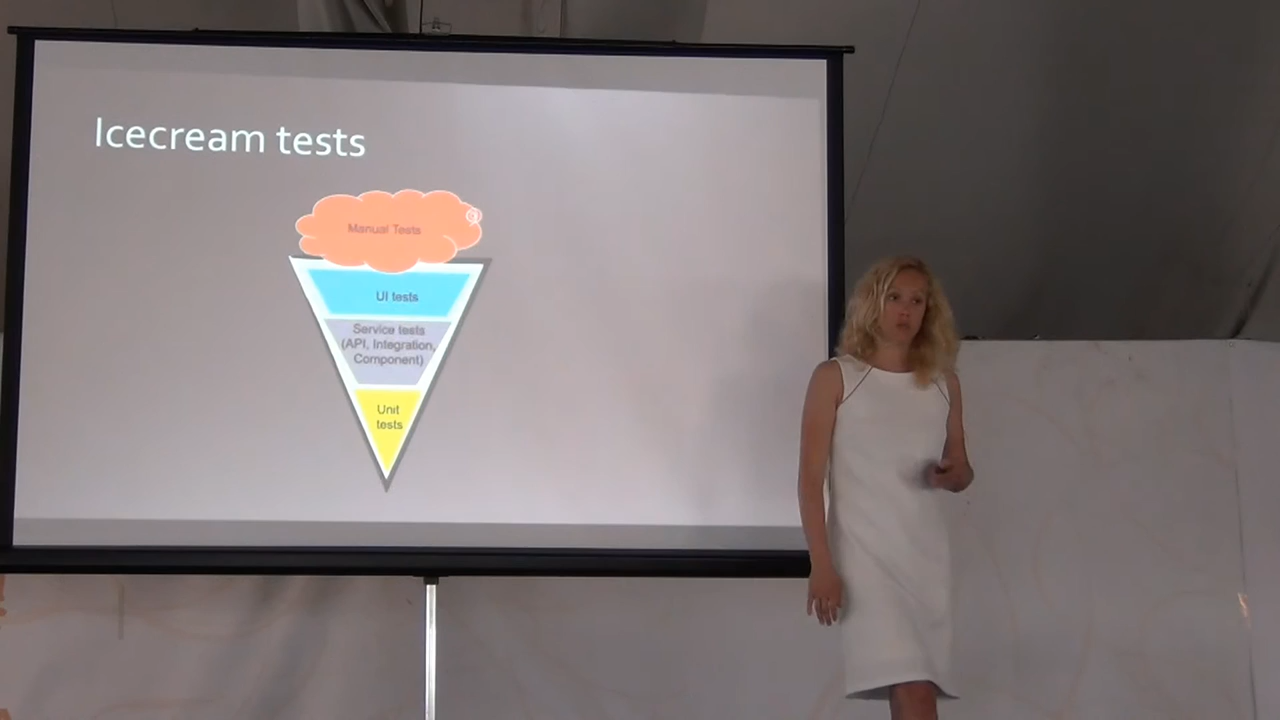 Icecream tests
Manual Tests
UI tests
Service tests
(API, Integration,
Component)
Unit
tests